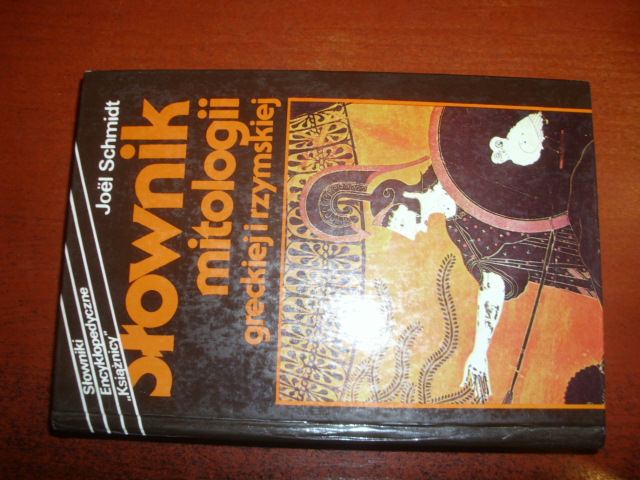 Słowniki
Encyklopedyczne
„Książnicy"
Joël Schmidt
Słownik
mitologii
greckiej i rzymskiej